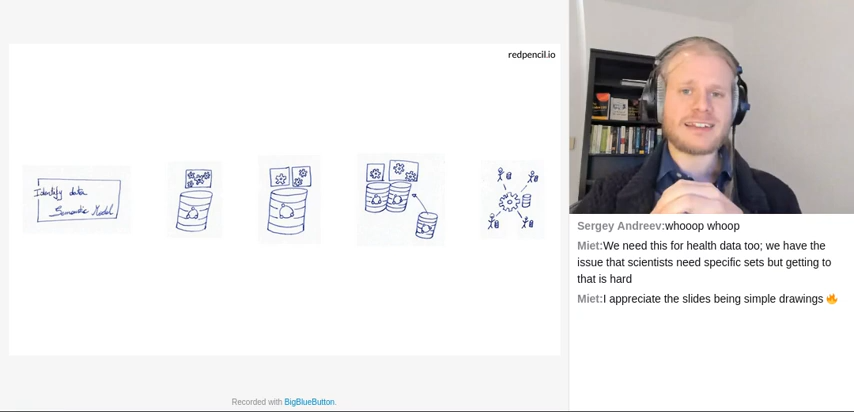 redpencil.io
Identify data
Semantic Model
Sergey Andreev:whooop whoop
Miet:We need this for health data too; we have the
issue that scientists need specific sets but getting to
that is hard
Miet:I appreciate the slides being simple drawings 🔥
Recorded with BigBlueButton.